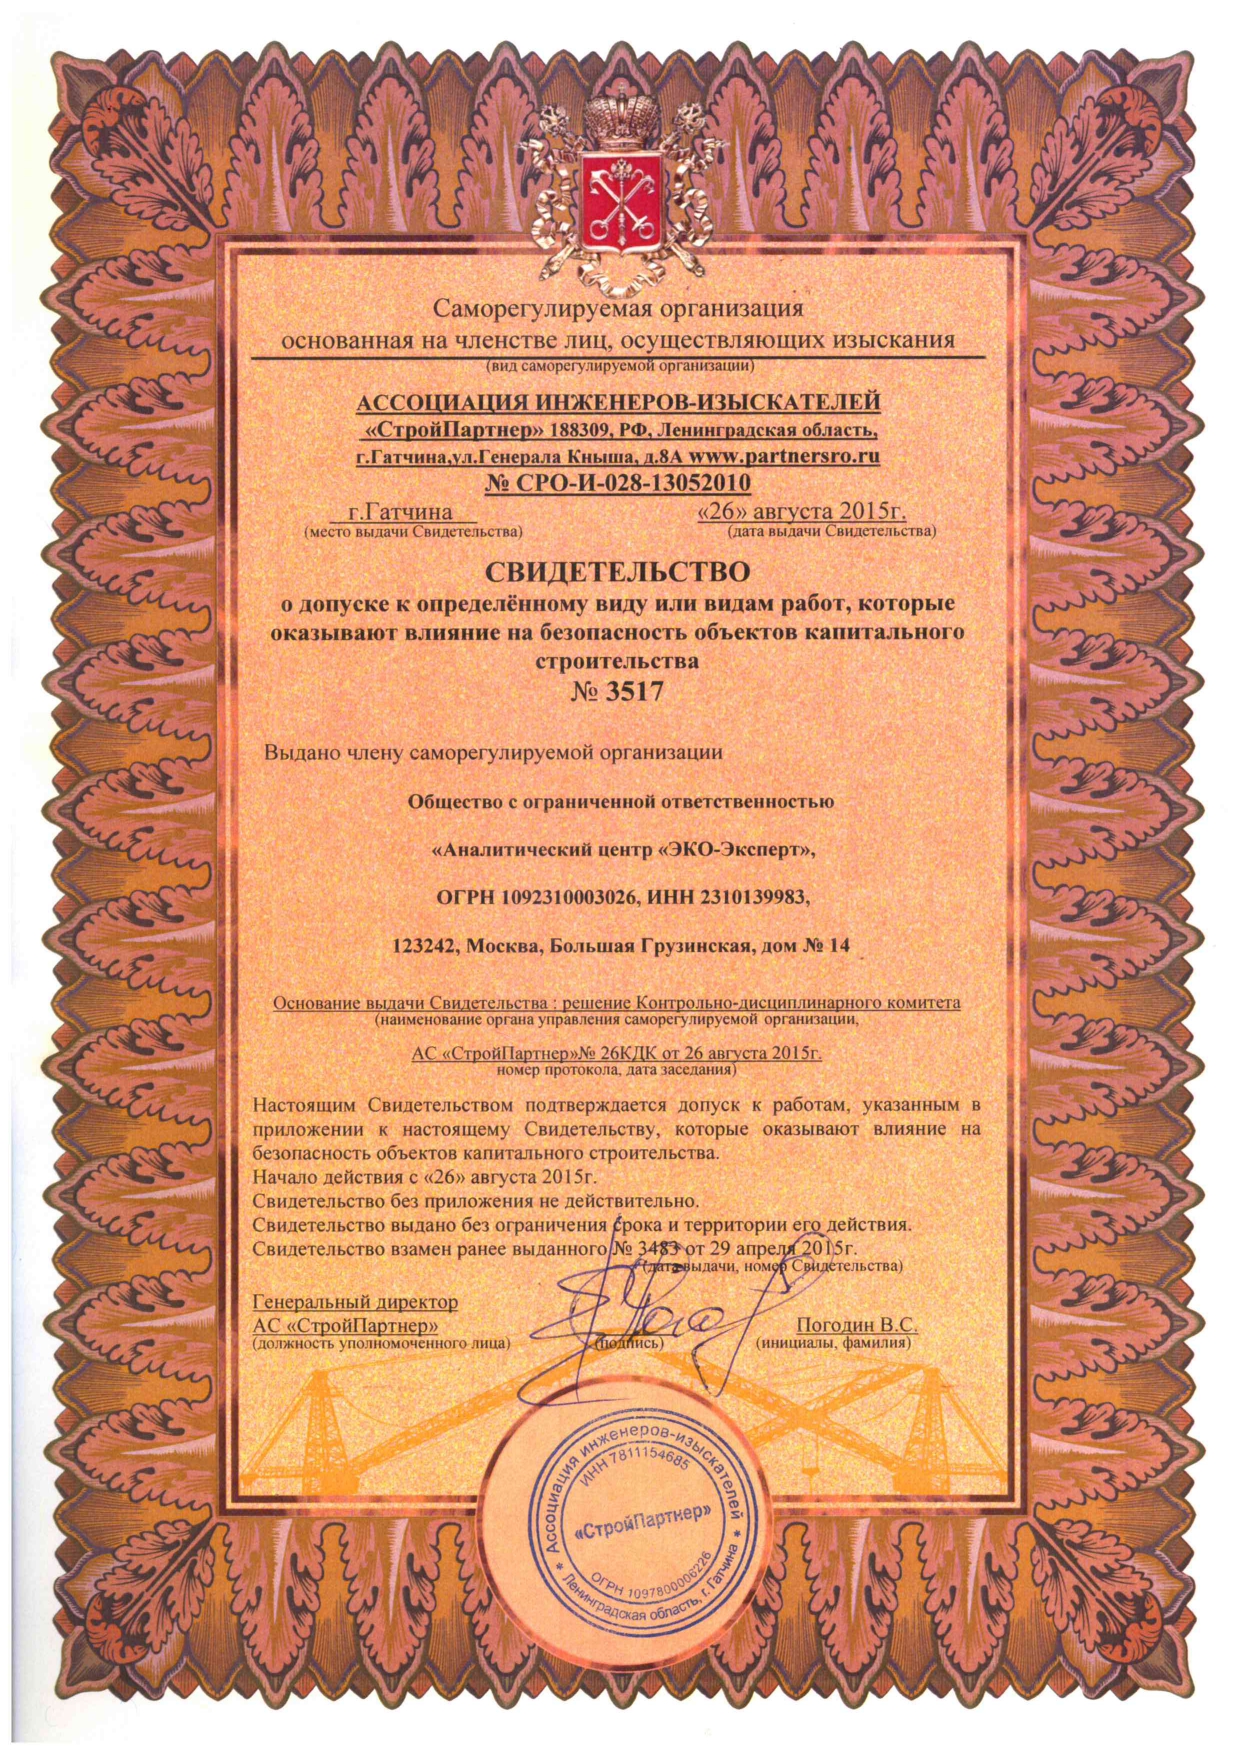 Саморегулируемая организация
основанная на членстве лиц, осуществляющих изыскания
(вид саморегулируемой организации)
АССОЦИАЦИЯ ИНЖЕНЕРОВ-ИЗЫСКАТЕЛЕЙ
«СтройПартнер» 188309, РФ, Ленинградская область,
г.Гатчина,ул.Генерала Кныша, д.8А www.partnersro.ru
№ СРО-И-028-13052010
г.Гатчина «26» августа 2015г.
(место выдачи Свидетельства) (дата выдачи Свидетельства)
СВИДЕТЕЛЬСТВО
о допуске к определённому виду или видам работ, которые
оказывают влияние на безопасность объектов капитального
строительства
№ 3517
Выдано члену саморегулируемой организации
Общество с ограниченной ответственностью
«Аналитический центр «ЭКО-Эксперт»,
ОГРН 1092310003026, ИНН 2310139983,
123242, Москва, Большая Грузинская, дом № 14
Основание выдачи Свидетельства : решение Контрольно-дисциплинарного комитета
(наименование органа управления саморегулируемой организации,
АС «СтройПартнер»№ 26КДК от 26 августа 2015г.
номер протокола, дата заседания)
Настоящим Свидетельством подтверждается допуск к работам, указанным в
приложении к настоящему Свидетельству, которые оказывают влияние на
безопасность объектов капитального строительства.
Начало действия с «26» августа 2015г.
Свидетельство без приложения не действительно.
Свидетельство выдано без ограничения срока и территории его действия.
Свидетельство взамен ранее выданного № 3483 от 29 апреля 2015г.
(дата выдачи, номер Свидетельства)
Генеральный директор
АС «СтройПартнер» Погодин В.С.
(должность уполномоченного лица) (подпись) (инициалы, фамилия)
Ассоциация инженеров-изыскателей
ИНН 7811154685
«СтройПартнер»
ОГРН 1097800006226
* Ленинградская область, г. Гатчина *